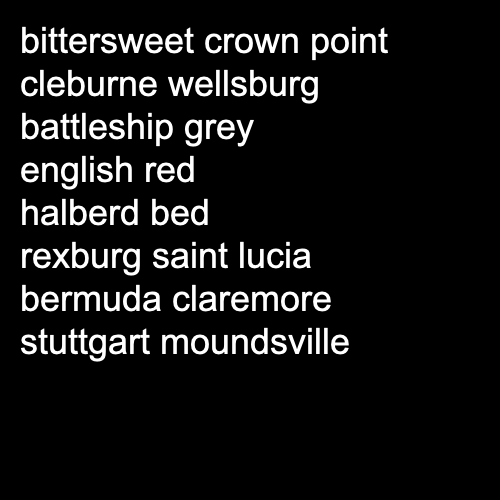 bittersweet crown point
cleburne wellsburg
battleship grey
english red
halberd bed
rexburg saint lucia
bermuda claremore
stuttgart moundsville